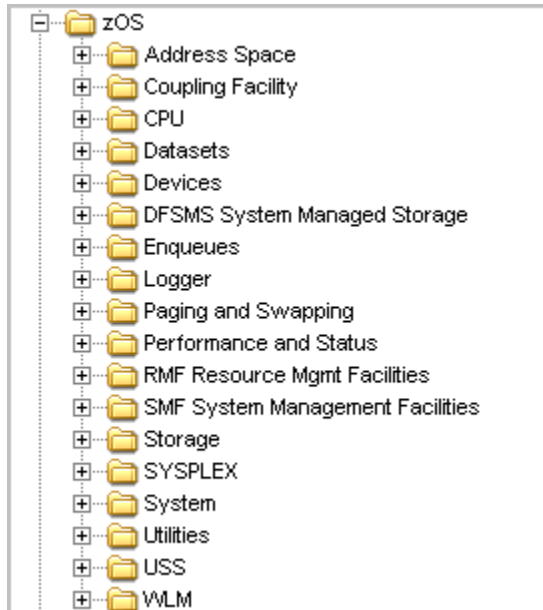 zOS
Address Space
Coupling Facility
CPU
Datasets
Devices
DFSMS System Managed Storage
Enqueues
Logger
Paging and Swapping
Performance and Status
RMF Resource Mgmt Facilities
SMF System Management Facilities
Storage
SYSPLEX
System
Utilities
USS
WLM